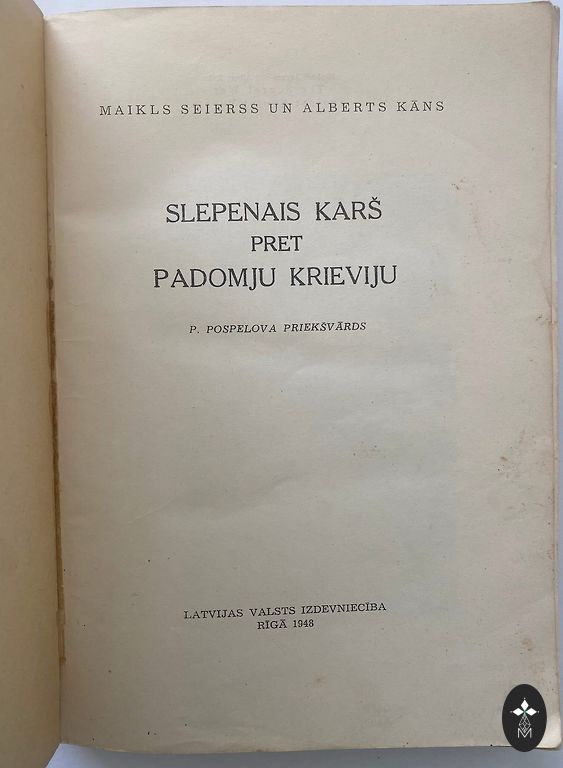 MAIKLS SEIERSS UN ALBERTS KĀNS
SLEPENAIS KARŠ
PRET
PADOMJU KRIEVIJU
P. POSPELOVA PRIEKŠVĀRDS
LATVIJAS VALSTS IZDEVNIECĪBA
RĪGĀ 1948
M